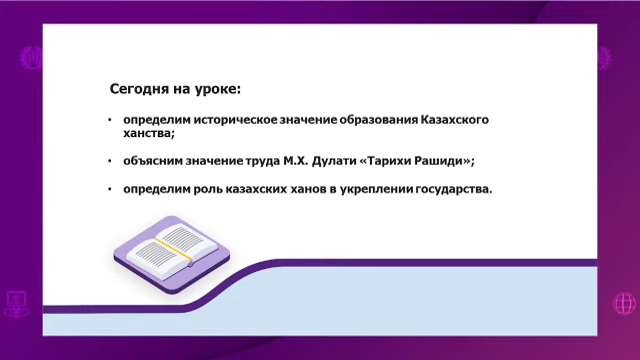 Сегодня на уроке:
• определим историческое значение образования Казахского
ханства;
• объясним значение труда М.Х. Дулати «Тарихи Рашиди»;
• определим роль казахских ханов в укреплении государства.